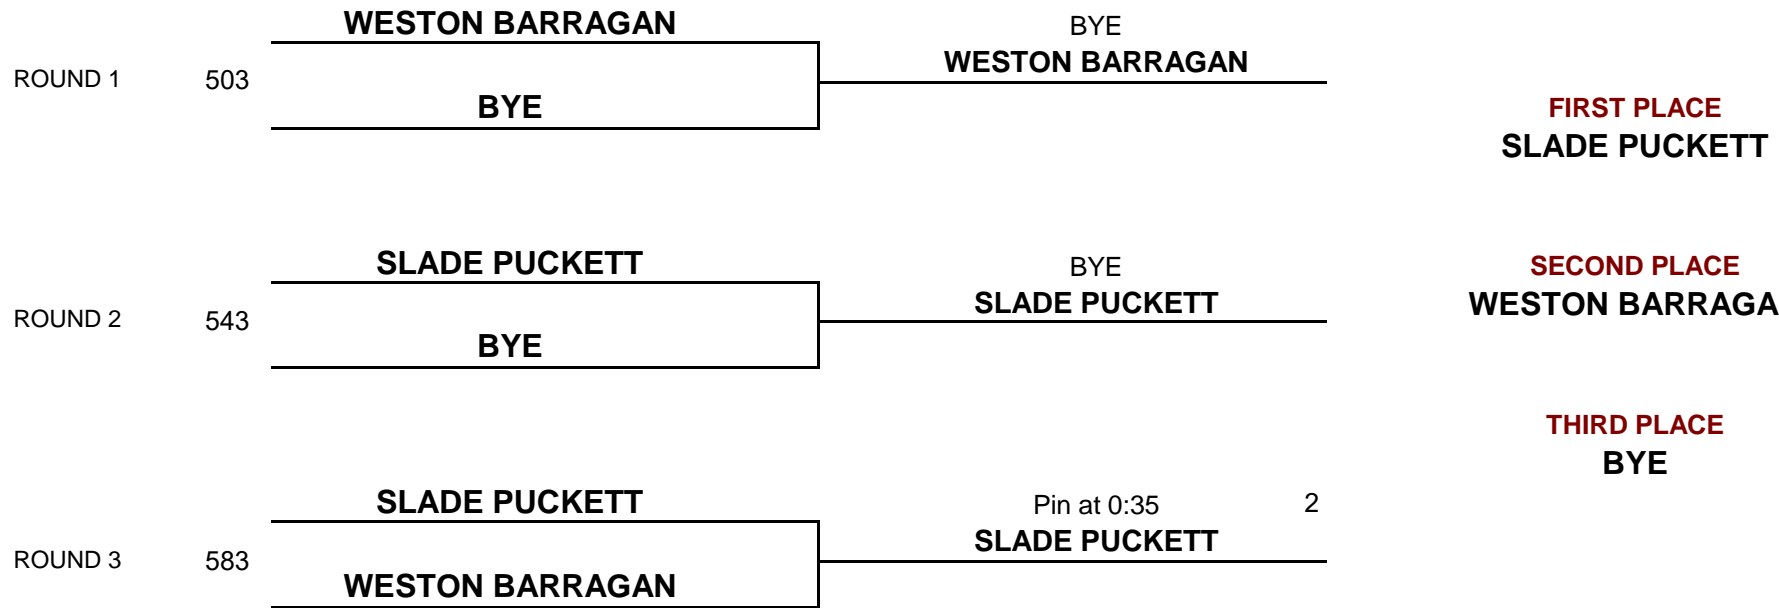 WESTON BARRAGAN
BYE
WESTON BARRAGAN
ROUND 1
503
BYE
FIRST PLACE
SLADE PUCKETT
SLADE PUCKETT
BYE
SLADE PUCKETT
ROUND 2
543
BYE
SECOND PLACE
WESTON BARRAGA
THIRD PLACE
BYE
SLADE PUCKETT
Pin at 0:35 2
SLADE PUCKETT
ROUND 3
583
WESTON BARRAGAN